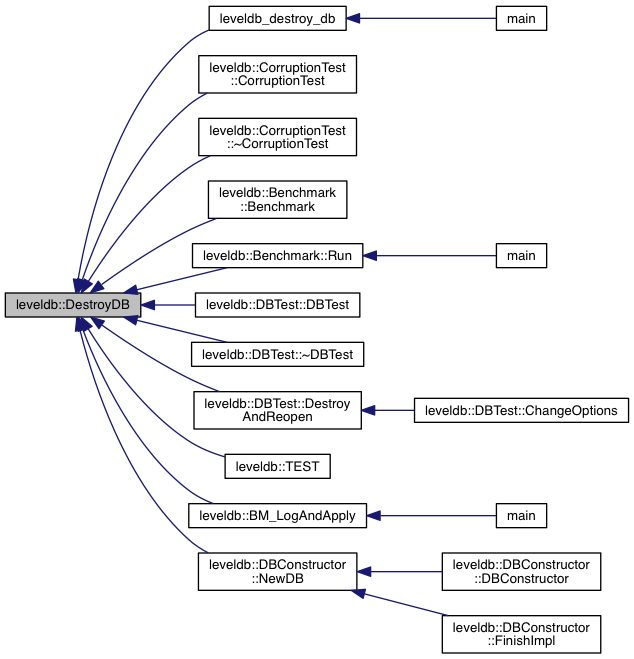 leveldb_destroy_db
main
leveldb::CorruptionTest
::CorruptionTest
leveldb::CorruptionTest
::~CorruptionTest
leveldb::Benchmark
::Benchmark
leveldb::Benchmark::Run
main
leveldb::DestroyDB
leveldb::DBTest::DBTest
leveldb::DBTest::~DBTest
leveldb::DBTest::Destroy
AndReopen
leveldb::DBTest::ChangeOptions
leveldb::TEST
leveldb::BM_LogAndApply
main
leveldb::DBConstructor
::NewDB
leveldb::DBConstructor
::DBConstructor
leveldb::DBConstructor
::FinishImpl